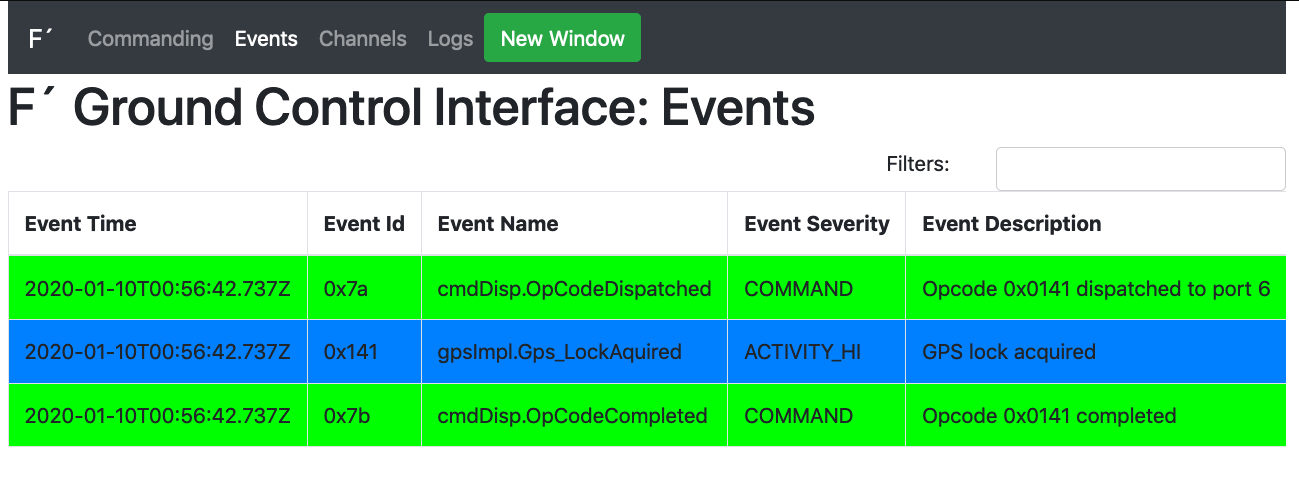 F´ Commanding Events Channels Logs New Window
F´ Ground Control Interface: Events
Filters:
Event Time Event Id Event Name Event Severity Event Description
2020-01-10T00:56:42.737Z 0x7a cmdDisp.OpCodeDispatched COMMAND Opcode 0x0141 dispatched to port 6
2020-01-10T00:56:42.737Z 0x141 gpsImpl.Gps_LockAquired ACTIVITY_HI GPS lock acquired
2020-01-10T00:56:42.737Z 0x7b cmdDisp.OpCodeCompleted COMMAND Opcode 0x0141 completed